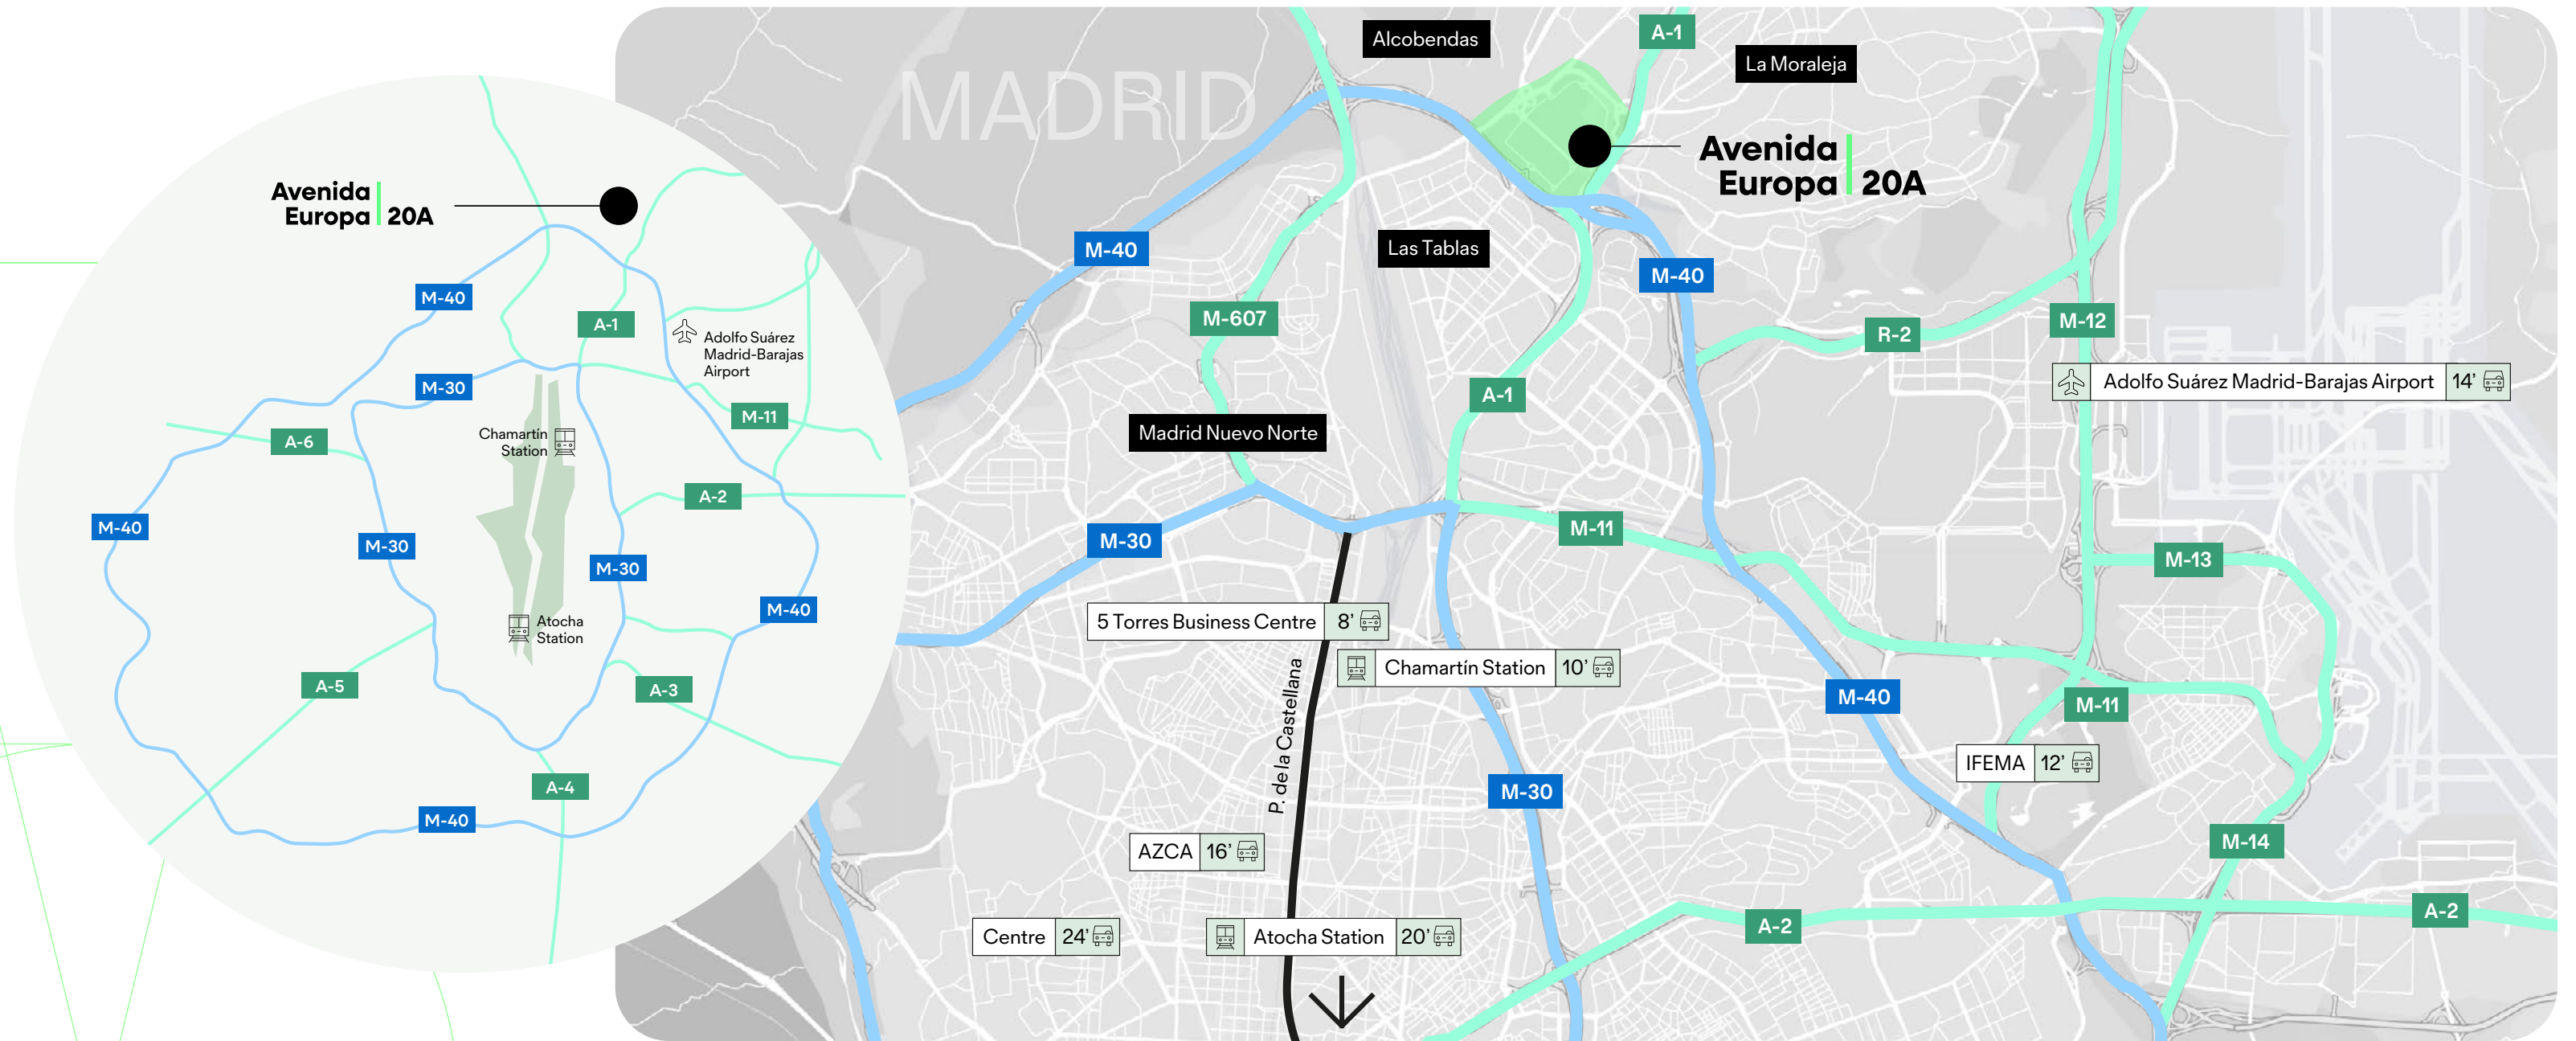 Avenida
Europa 20A
M-40
A-1
Adolfo Suárez
Madrid-Barajas
Airport
M-30
M-11
Chamartín
Station
A-6
A-2
M-40
M-30
M-30
M-40
Atocha
Station
A-5
A-3
A-4
M-40
MADRID
Alcobendas
A-1
La Moraleja
Avenida
Europa 20A
M-40
Las Tablas
M-40
M-607
R-2
M-12
Adolfo Suárez Madrid-Barajas Airport 14’
A-1
Madrid Nuevo Norte
M-30
M-11
M-13
5 Torres Business Centre 8’
Chamartín Station 10’
P. de la Castellana
M-40
M-11
IFEMA 12’
M-30
AZCA 16’
M-14
Centre 24’
Atocha Station 20’
A-2
A-2